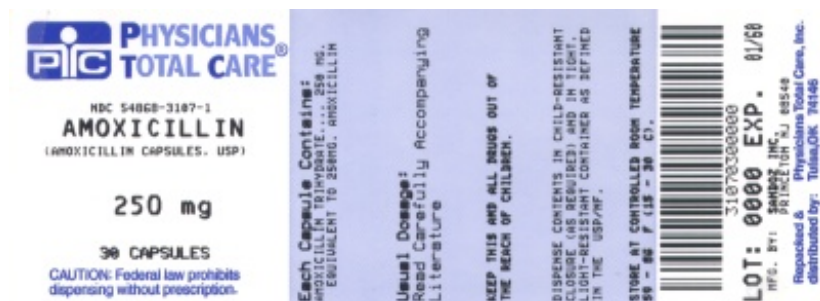 PTC PHYSICIANS
TOTAL CARE®
NDC 54868-3107-1
AMOXICILLIN
(AMOXICILLIN CAPSULES. USP)
250 mg
30 CAPSULES
CAUTION: Federal law prohibits
dispensing without prescription.
Each Capsule Contains:
AMOXICILLIN TRIHYDRATE.... 250 MG.
EQUIVALENT TO 250MG. AMOXICILLIN
Usual Dosage:
Read Carefully Accompanying
Literature
KEEP THIS AND ALL DRUGS OUT OF
THE REACH OF CHILDREN.
DISPENSE CONTENTS IN CHILD-RESISTANT
CLOSURE (AS REQUIRED) AND IN TIGHT.
LIGHT-RESISTANT CONTAINER AS DEFINED
IN THE USP/NF.
STORE AT CONTROLLED ROOM TEMPERATURE
59 - 86 F (15 - 30 C).
31070300000
LOT: 0000 EXP. 01/60
MFG. BY: SANDOZ INC.
PRINCETON NJ 08540
Repacked & Physicians Total Care, Inc.
distributed by: Tulsa,OK 74146